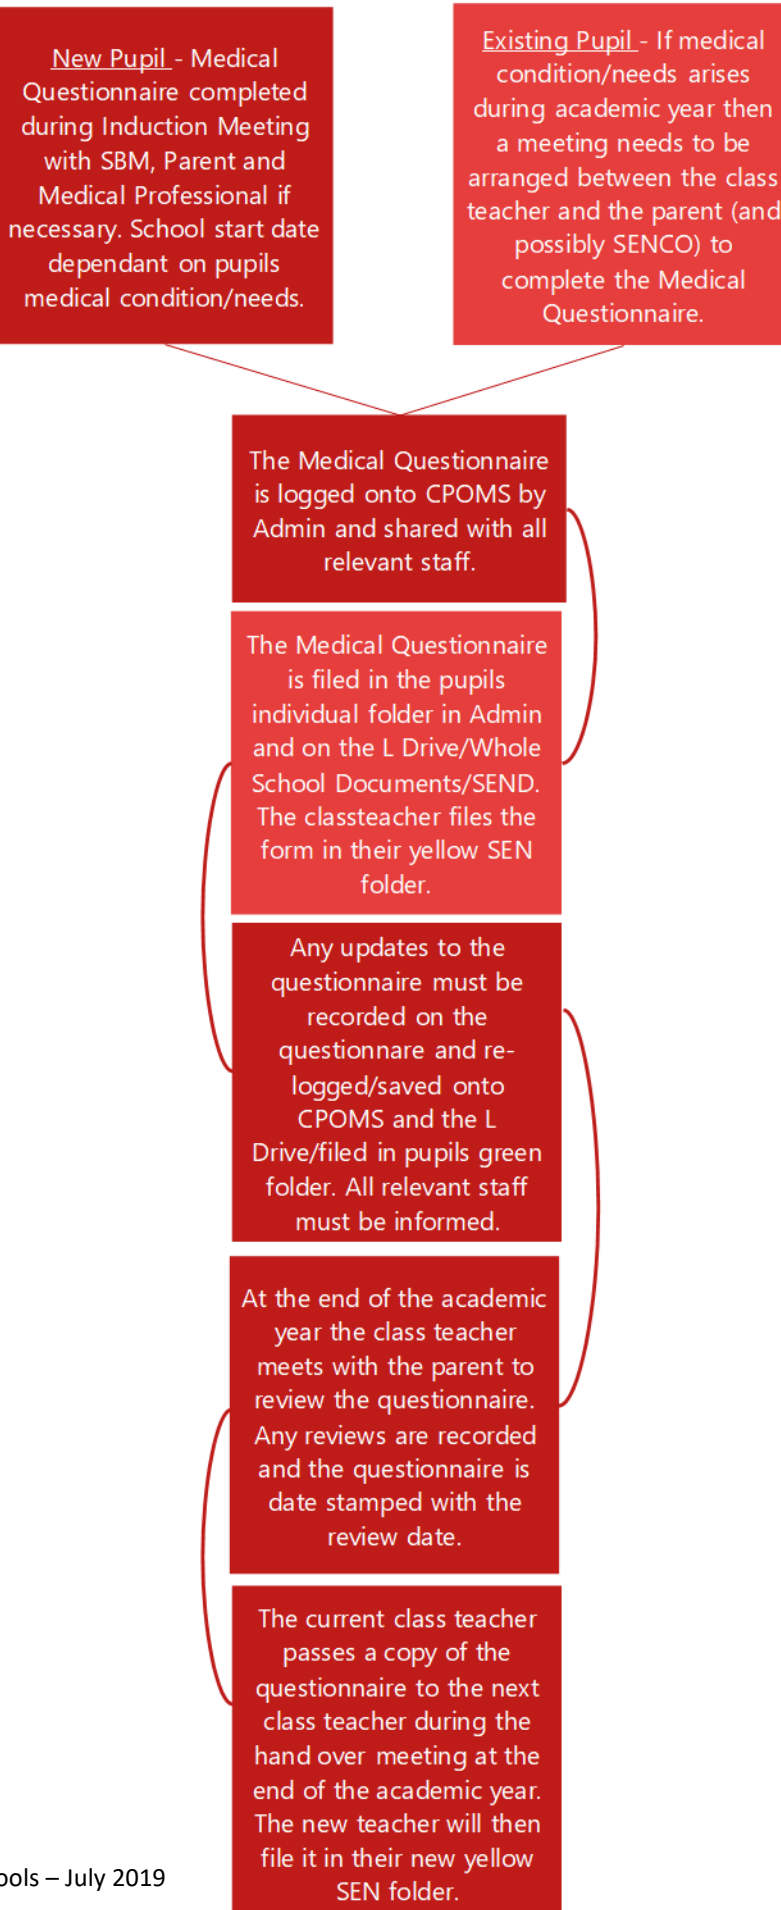 New Pupil - Medical
Questionnaire completed
during Induction Meeting
with SBM, Parent and
Medical Professional if
necessary. School start date
dependant on pupils
medical condition/needs.
Existing Pupil - If medical
condition/needs arises
during academic year then
a meeting needs to be
arranged between the class
teacher and the parent (and
possibly SENCO) to
complete the Medical
Questionnaire.
The Medical Questionnaire
is logged onto CPOMS by
Admin and shared with all
relevant staff.
The Medical Questionnaire
is filed in the pupils
individual folder in Admin
and on the L Drive/Whole
School Documents/SEND.
The classteacher files the
form in their yellow SEN
folder.
Any updates to the
questionnaire must be
recorded on the
questionnare and re-
logged/saved onto
CPOMS and the L
Drive/filed in pupils green
folder. All relevant staff
must be informed.
At the end of the academic
year the class teacher
meets with the parent to
review the questionnaire.
Any reviews are recorded
and the questionnaire is
date stamped with the
review date.
The current class teacher
passes a copy of the
questionnaire to the next
class teacher during the
hand over meeting at the
end of the academic year.
The new teacher will then
file it in their new yellow
SEN folder.
ools – July 2019